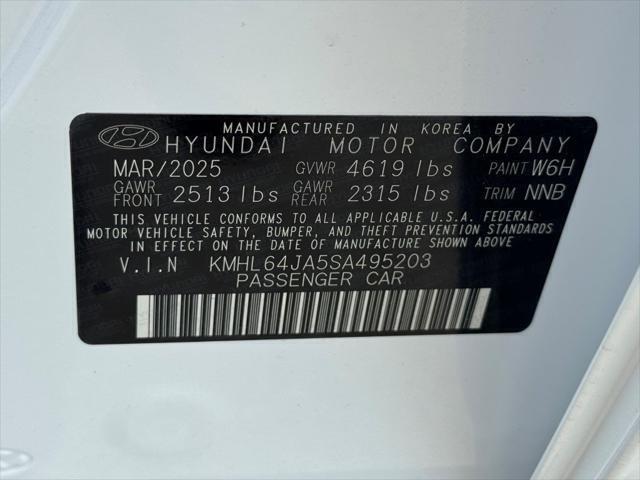 MANUFACTURED IN KOREA BY
HYUNDAI MOTOR COMPANY
MAR/2025 GVWR 4619 lbs PAINT W6H
GAWR FRONT 2513 lbs GAWR REAR 2315 lbs TRIM NNB
THIS VEHICLE CONFORMS TO ALL APPLICABLE U.S.A. FEDERAL
MOTOR VEHICLE SAFETY, BUMPER, AND THEFT PREVENTION STANDARDS
IN EFFECT ON THE DATE OF MANUFACTURE SHOWN ABOVE
V.I.N KMHL64JA5SA495203
PASSENGER CAR